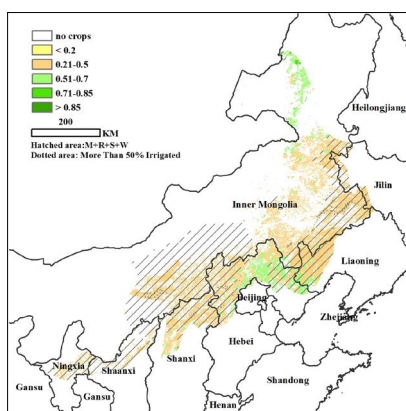 no crops
< 0.2
0.21-0.5
0.51-0.7
0.71-0.85
> 0.85
200
KM
Hatched area:M+R+S+W
Dotted area: More Than 50% Irrigated
Heilongjiang
Jilin
Inner Mongolia
Liaoning
Beijing
Zhejiang
Ningxia
Shaanxi
Shanxi
Hebei
Gansu
Gansu
Shandong
Henan